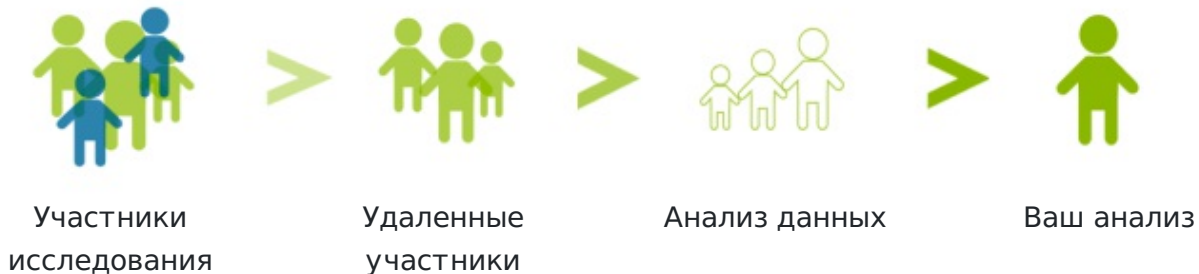 Участники
исследования
Удаленные
участники
Анализ данных
Ваш анализ